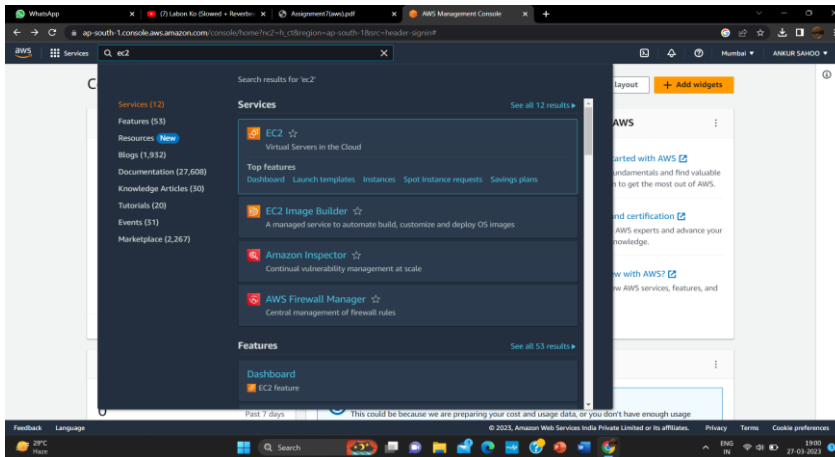 WhatsApp
(7) Labon Ko (Slowed + Reverbe
Assignment7(aws).pdf
AWS Management Console
ap-south-1.console.aws.amazon.com/console/home?nc2=h_ct&region=ap-south-1&src=header-signin#
aws
Services
ec2
Mumbai
ANKUR SAHOO
C
Search results for 'ec2'
layout
+ Add widgets
Services (12)
Features (53)
Resources New
Blogs (1,932)
Documentation (27,608)
Knowledge Articles (30)
Tutorials (20)
Events (31)
Marketplace (2,267)
Services
See all 12 results
EC2
Virtual Servers in the Cloud
Top features
Dashboard Launch templates Instances Spot Instance requests Savings plans
EC2 Image Builder
A managed service to automate build, customize and deploy OS images
Amazon Inspector
Continual vulnerability management at scale
AWS Firewall Manager
Central management of firewall rules
Features
See all 53 results
Dashboard
EC2 feature
AWS
arted with AWS
undamentals and find valuable
n to get the most out of AWS.
nd certification
AWS experts and advance your
nowledge.
w with AWS?
w AWS services, features, and
0
Past 7 days
This could be because we are preparing your cost and usage data, or you don't have enough usage
Feedback Language
© 2023, Amazon Web Services India Private Limited or its affiliates.
Privacy Terms Cookie preferences
29°C
Haze
Search
ENG
IN
19:00
27-03-2023